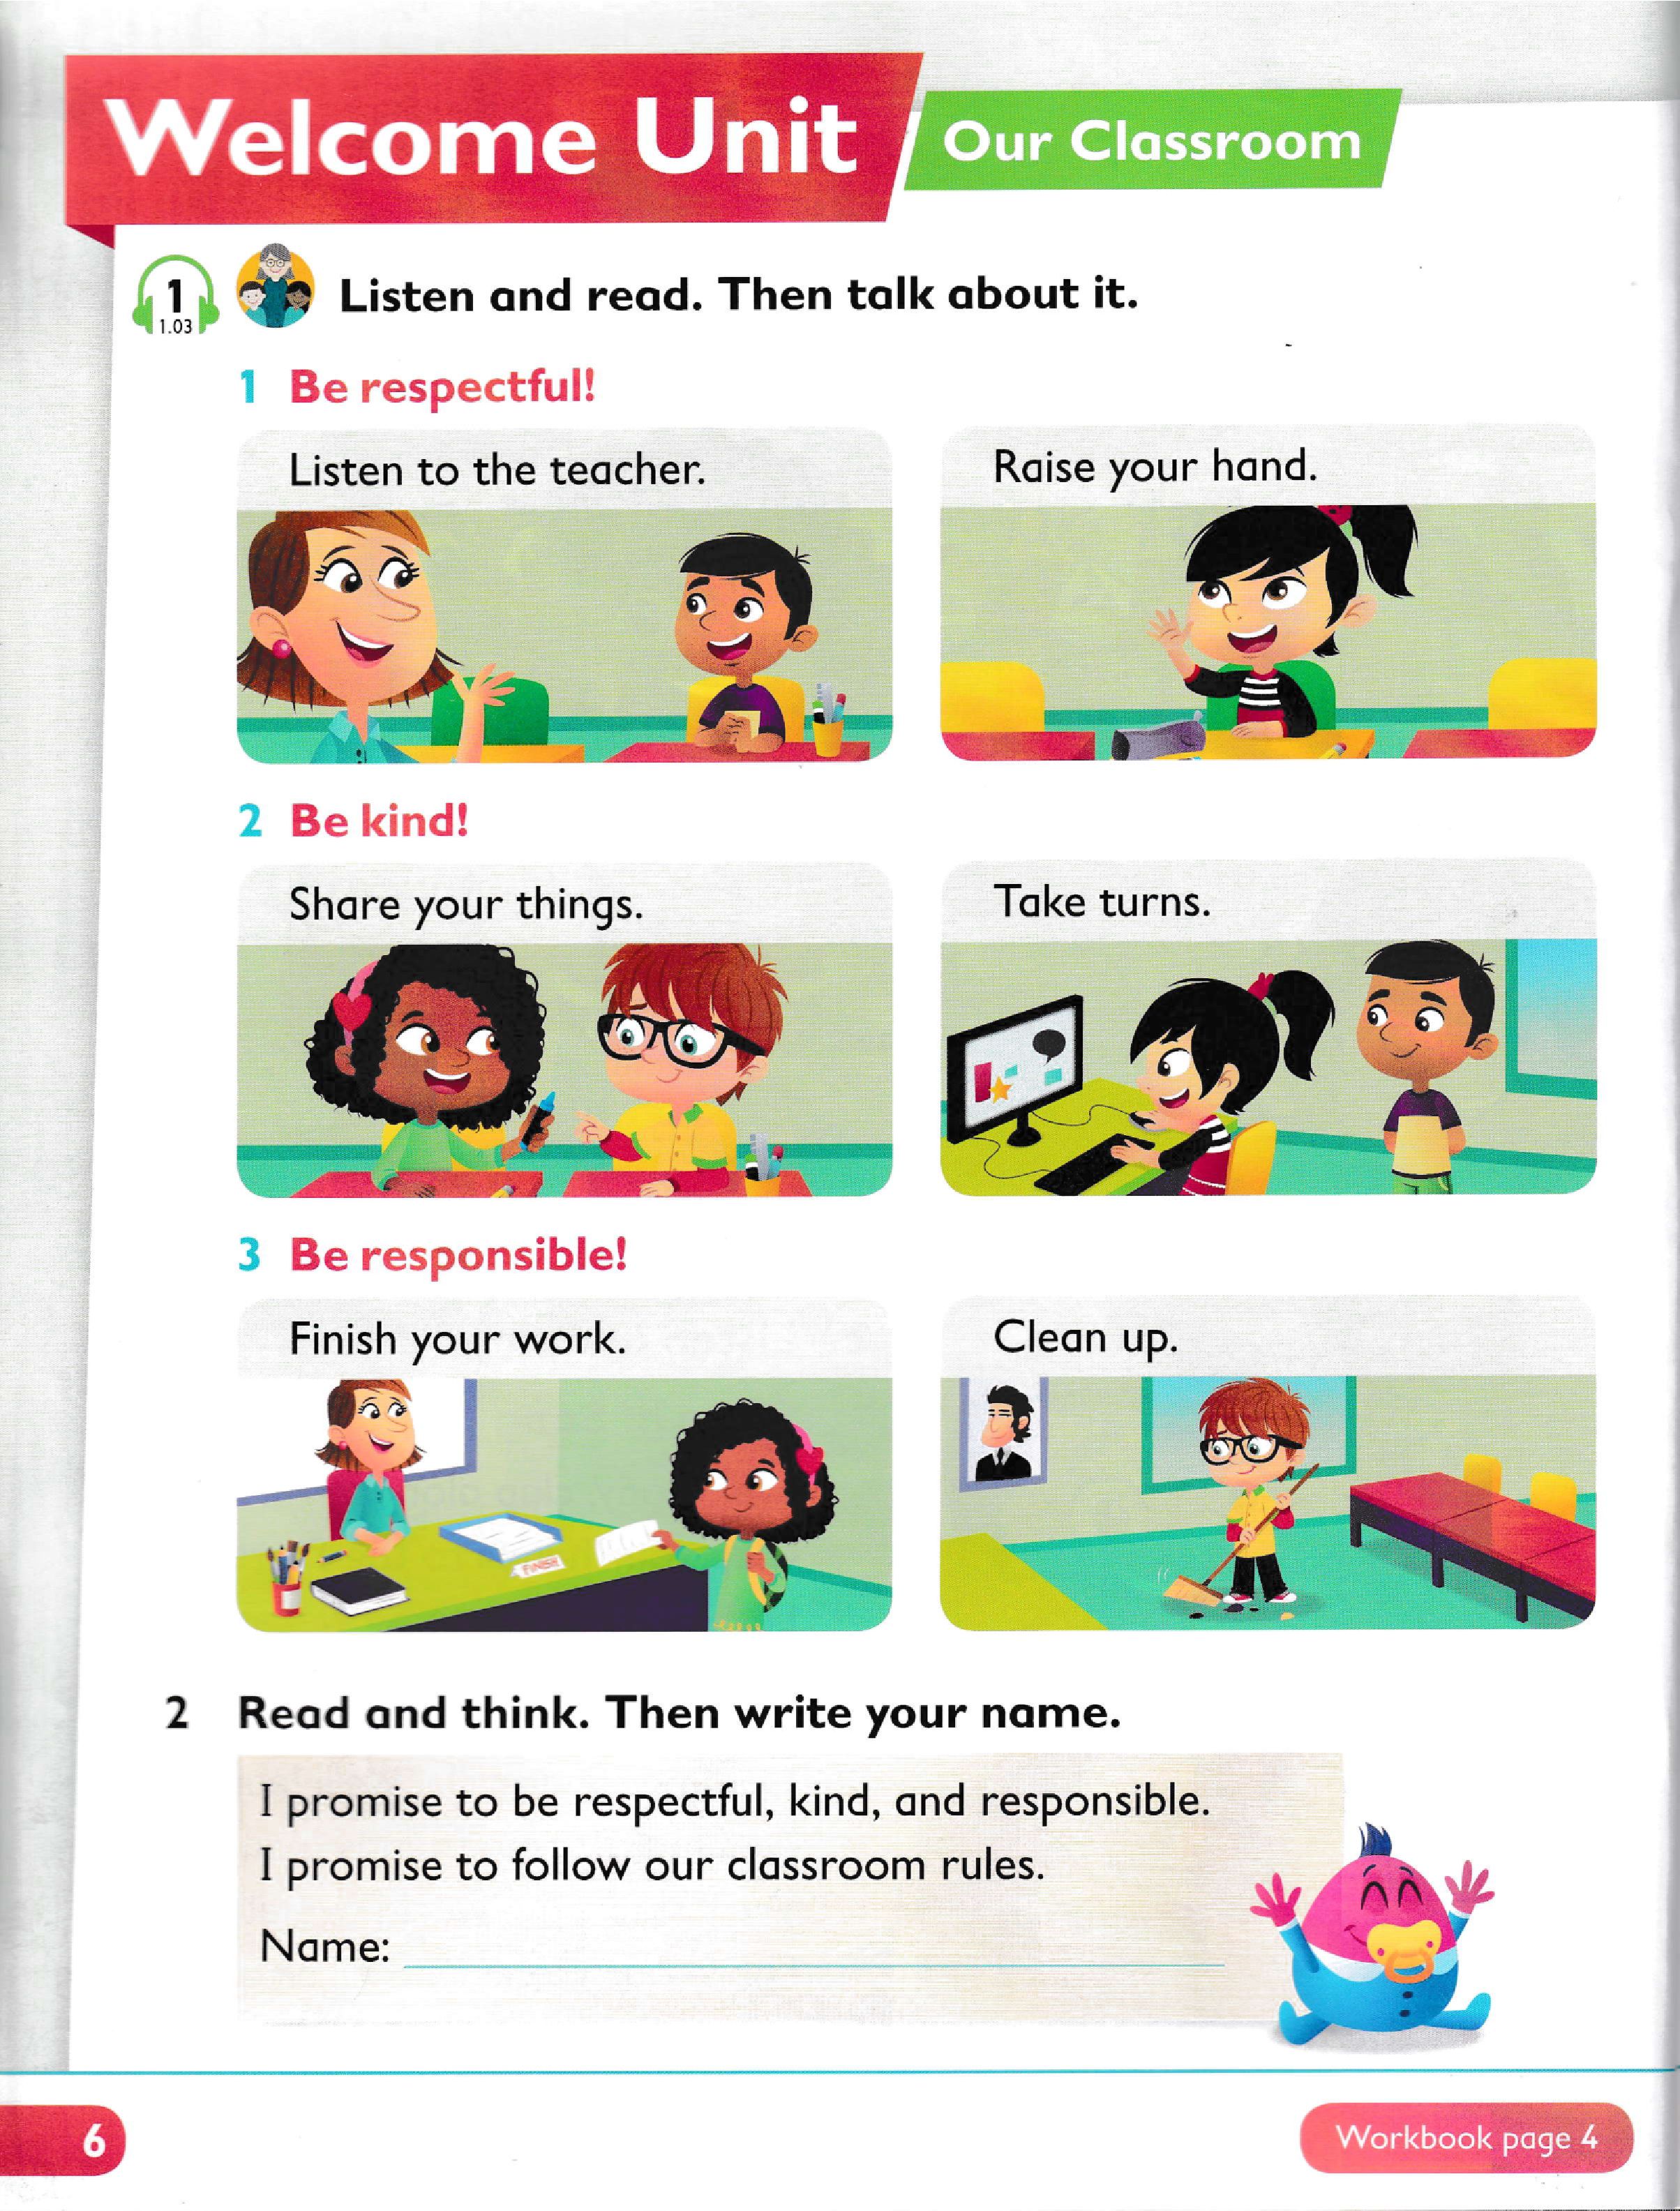 Welcome Unit
Our Classroom
1
1.03
Listen and read. Then talk about it.
1 Be respectful!
Listen to the teacher.
Raise your hand.
2 Be kind!
Share your things.
Take turns.
3 Be responsible!
Finish your work.
Clean up.
FINISH
2 Read and think. Then write your name.
I promise to be respectful, kind, and responsible.
I promise to follow our classroom rules.
Name:
6
Workbook page 4